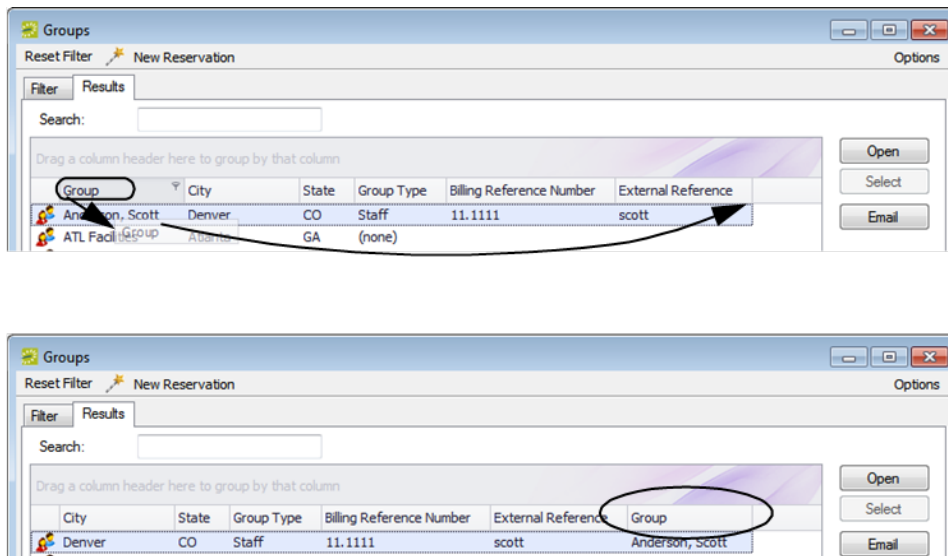 Groups
Reset Filter New Reservation Options
Filter Results
Search:
Drag a column header here to group by that column
Open
Select
Email
Group City State Group Type Billing Reference Number External Reference
Anderson, Scott Denver CO Staff 11.1111 scott
ATL Facilities Group Atlanta GA (none)
Groups
Reset Filter New Reservation Options
Filter Results
Search:
Drag a column header here to group by that column
Open
Select
Email
City State Group Type Billing Reference Number External Reference Group
Denver CO Staff 11.1111 scott Anderson, Scott